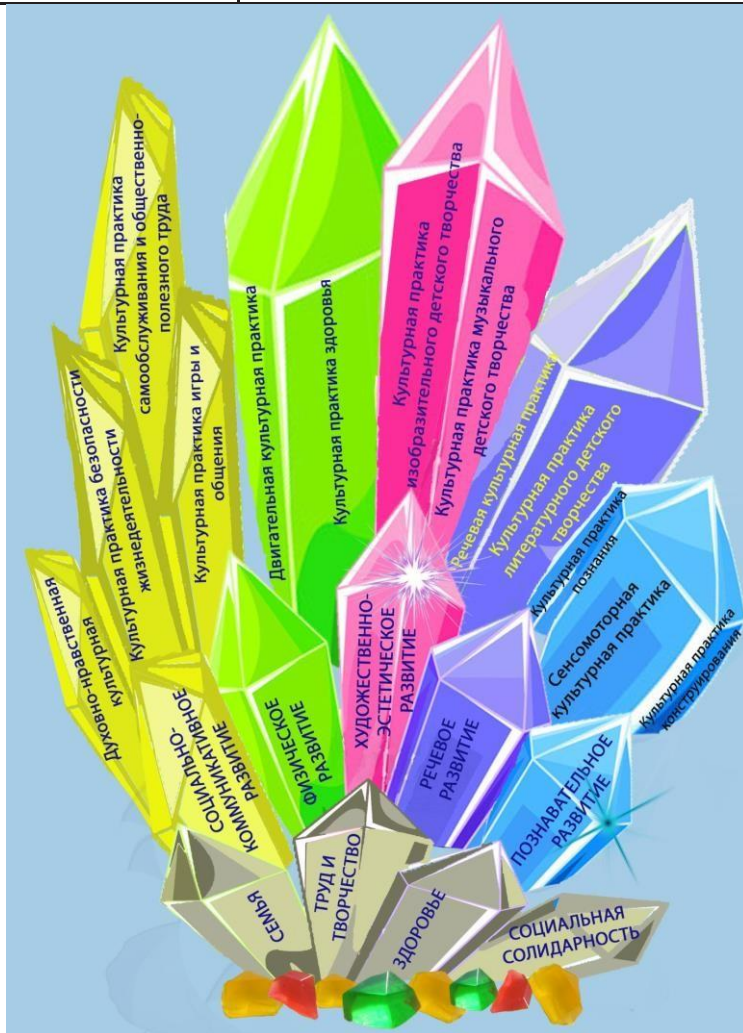 Культурная практика
самообслуживания и общественно-
полезного труда
Культурная практика безопасности
жизнедеятельности
Культурная практика игры и
общения
Духовно-нравственная
культурная
Двигательная культурная практика
Культурная практика здоровья
Культурная практика
изобразительного детского творчества
Культурная практика музыкального
детского творчества
Речевая культурная практика
Культурная практика
литературного детского
творчества
Культурная практика
познания
Сенсомоторная
культурная практика
Культурная практика
конструирования
СОЦИАЛЬНО-
КОММУНИКАТИВНОЕ
РАЗВИТИЕ
ФИЗИЧЕСКОЕ
РАЗВИТИЕ
ХУДОЖЕСТВЕННО-
ЭСТЕТИЧЕСКОЕ
РАЗВИТИЕ
РЕЧЕВОЕ
РАЗВИТИЕ
ПОЗНАВАТЕЛЬНОЕ
РАЗВИТИЕ
СЕМЬЯ
ТРУД И
ТВОРЧЕСТВО
ЗДОРОВЬЕ
СОЦИАЛЬНАЯ
СОЛИДАРНОСТЬ